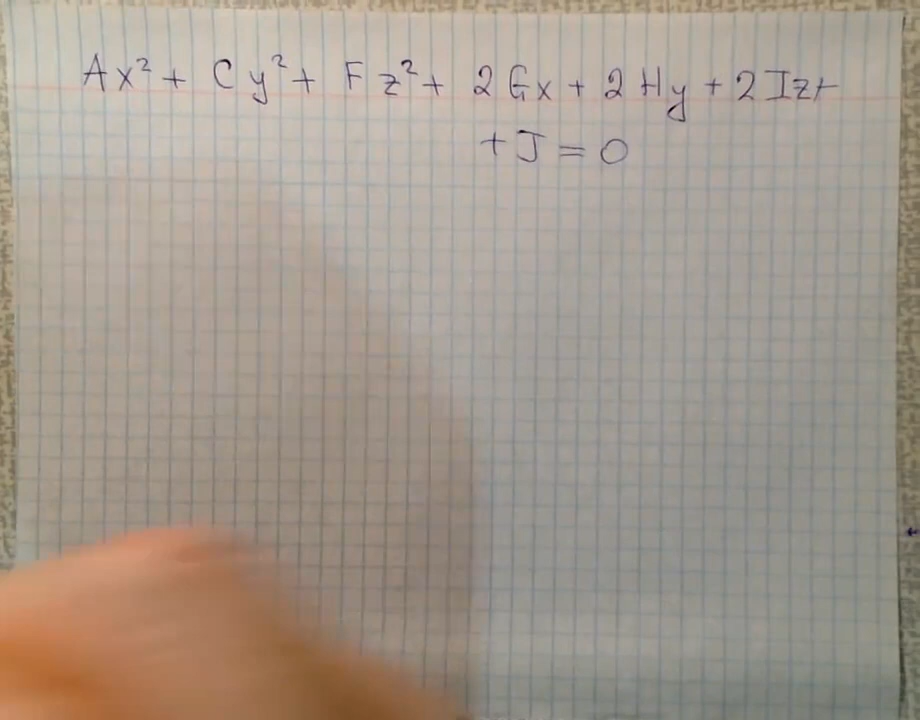 Ax² + Cy² + Fz² + 2Gx + 2Hy + 2Iz +
+ J = 0